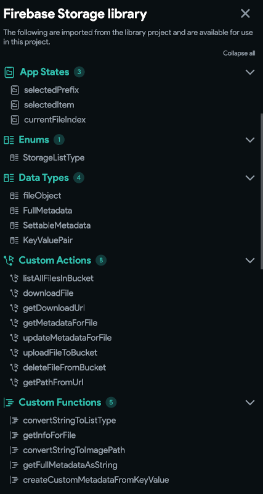 Firebase Storage library
The following are imported from the library project and are available for use
in this project.
Collapse all
App States 3
selectedPrefix
selectedItem
currentFileIndex
Enums 1
StorageListType
Data Types 4
fileObject
FullMetadata
SettableMetadata
KeyValuePair
Custom Actions 8
listAllFilesInBucket
downloadFile
getDownloadUrl
getMetadataForFile
updateMetadataForFile
uploadFileToBucket
deleteFileFromBucket
getPathFromUrl
Custom Functions 5
convertStringToListType
getInfoForFile
convertStringToImagePath
getFullMetadataAsString
createCustomMetadataFromKeyValue